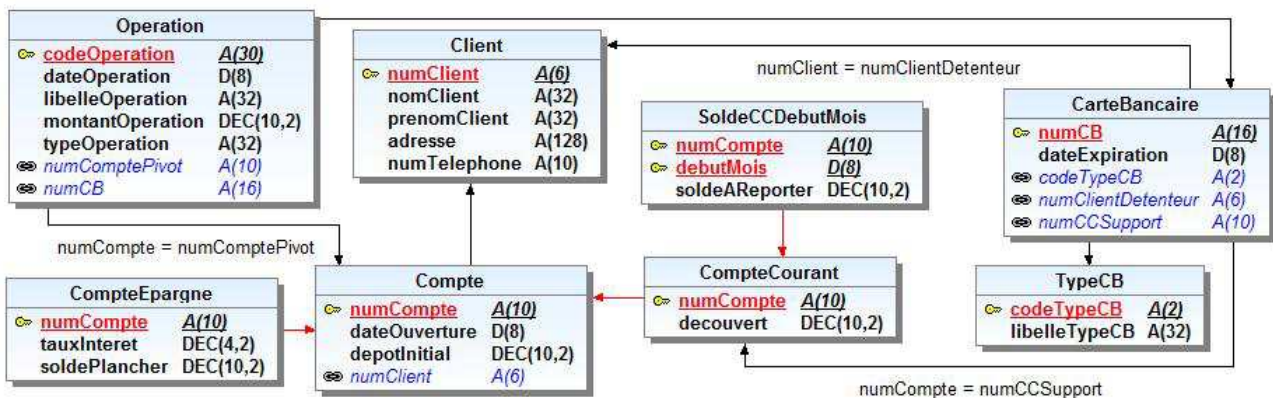 Operation
codeOperation A(30)
dateOperation D(8)
libelleOperation A(32)
montantOperation DEC(10,2)
typeOperation A(32)
numComptePivot A(10)
numCB A(16)
Client
numClient A(6)
nomClient A(32)
prenomClient A(32)
adresse A(128)
numTelephone A(10)
numClient = numClientDetenteur
SoldeCCDebutMois
numCompte A(10)
debutMois D(8)
soldeAReporter DEC(10,2)
CarteBancaire
numCB A(16)
dateExpiration D(8)
codeTypeCB A(2)
numClientDetenteur A(6)
numCCSupport A(10)
numCompte = numComptePivot
CompteEpargne
numCompte A(10)
tauxInteret DEC(4,2)
soldePlancher DEC(10,2)
Compte
numCompte A(10)
dateOuverture D(8)
depotInitial DEC(10,2)
numClient A(6)
CompteCourant
numCompte A(10)
decouvert DEC(10,2)
TypeCB
codeTypeCB A(2)
libelleTypeCB A(32)
numCompte = numCCSupport